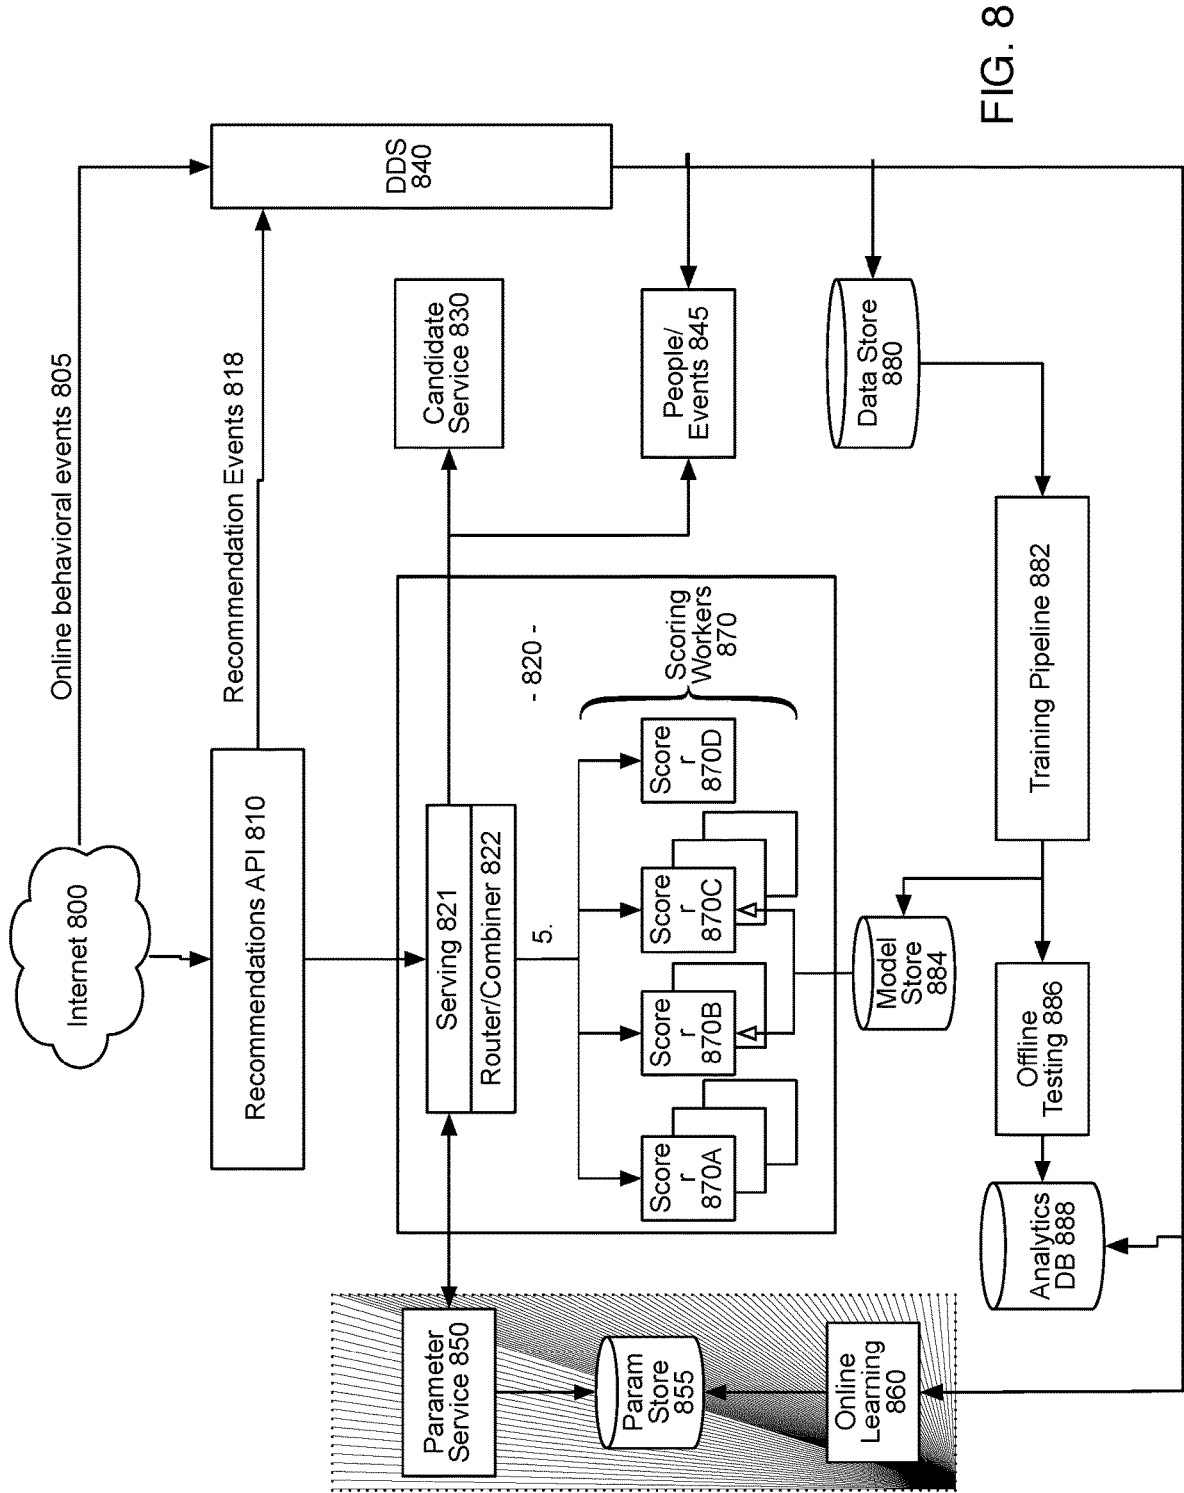 Internet 800
Online behavioral events 805
Recommendations API 810
Recommendation Events 818
DDS
840
Parameter
Service 850
Serving 821
Router/Combiner 822
Candidate
Service 830
- 820 -
5.
Param
Store
855
Score
r
870A
Score
r
870B
Score
r
870C
Score
r
870D
Scoring
Workers
870
People/
Events 845
Online
Learning
860
Model
Store
884
Data Store
880
Analytics
DB 888
Offline
Testing 886
Training Pipeline 882
FIG. 8